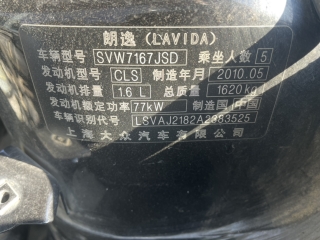 朗逸 (LAVIDA)
车辆型号 SVW7167JSD 乘坐人数 5
发动机型号 CLS 制造年月 2010.05
发动机排量 1.6 L 总质量 1620kg
发动机额定功率 77kW 制造国 中国
车辆识别代号 LSVAJ2182A2983525
上海大众汽车有限公司